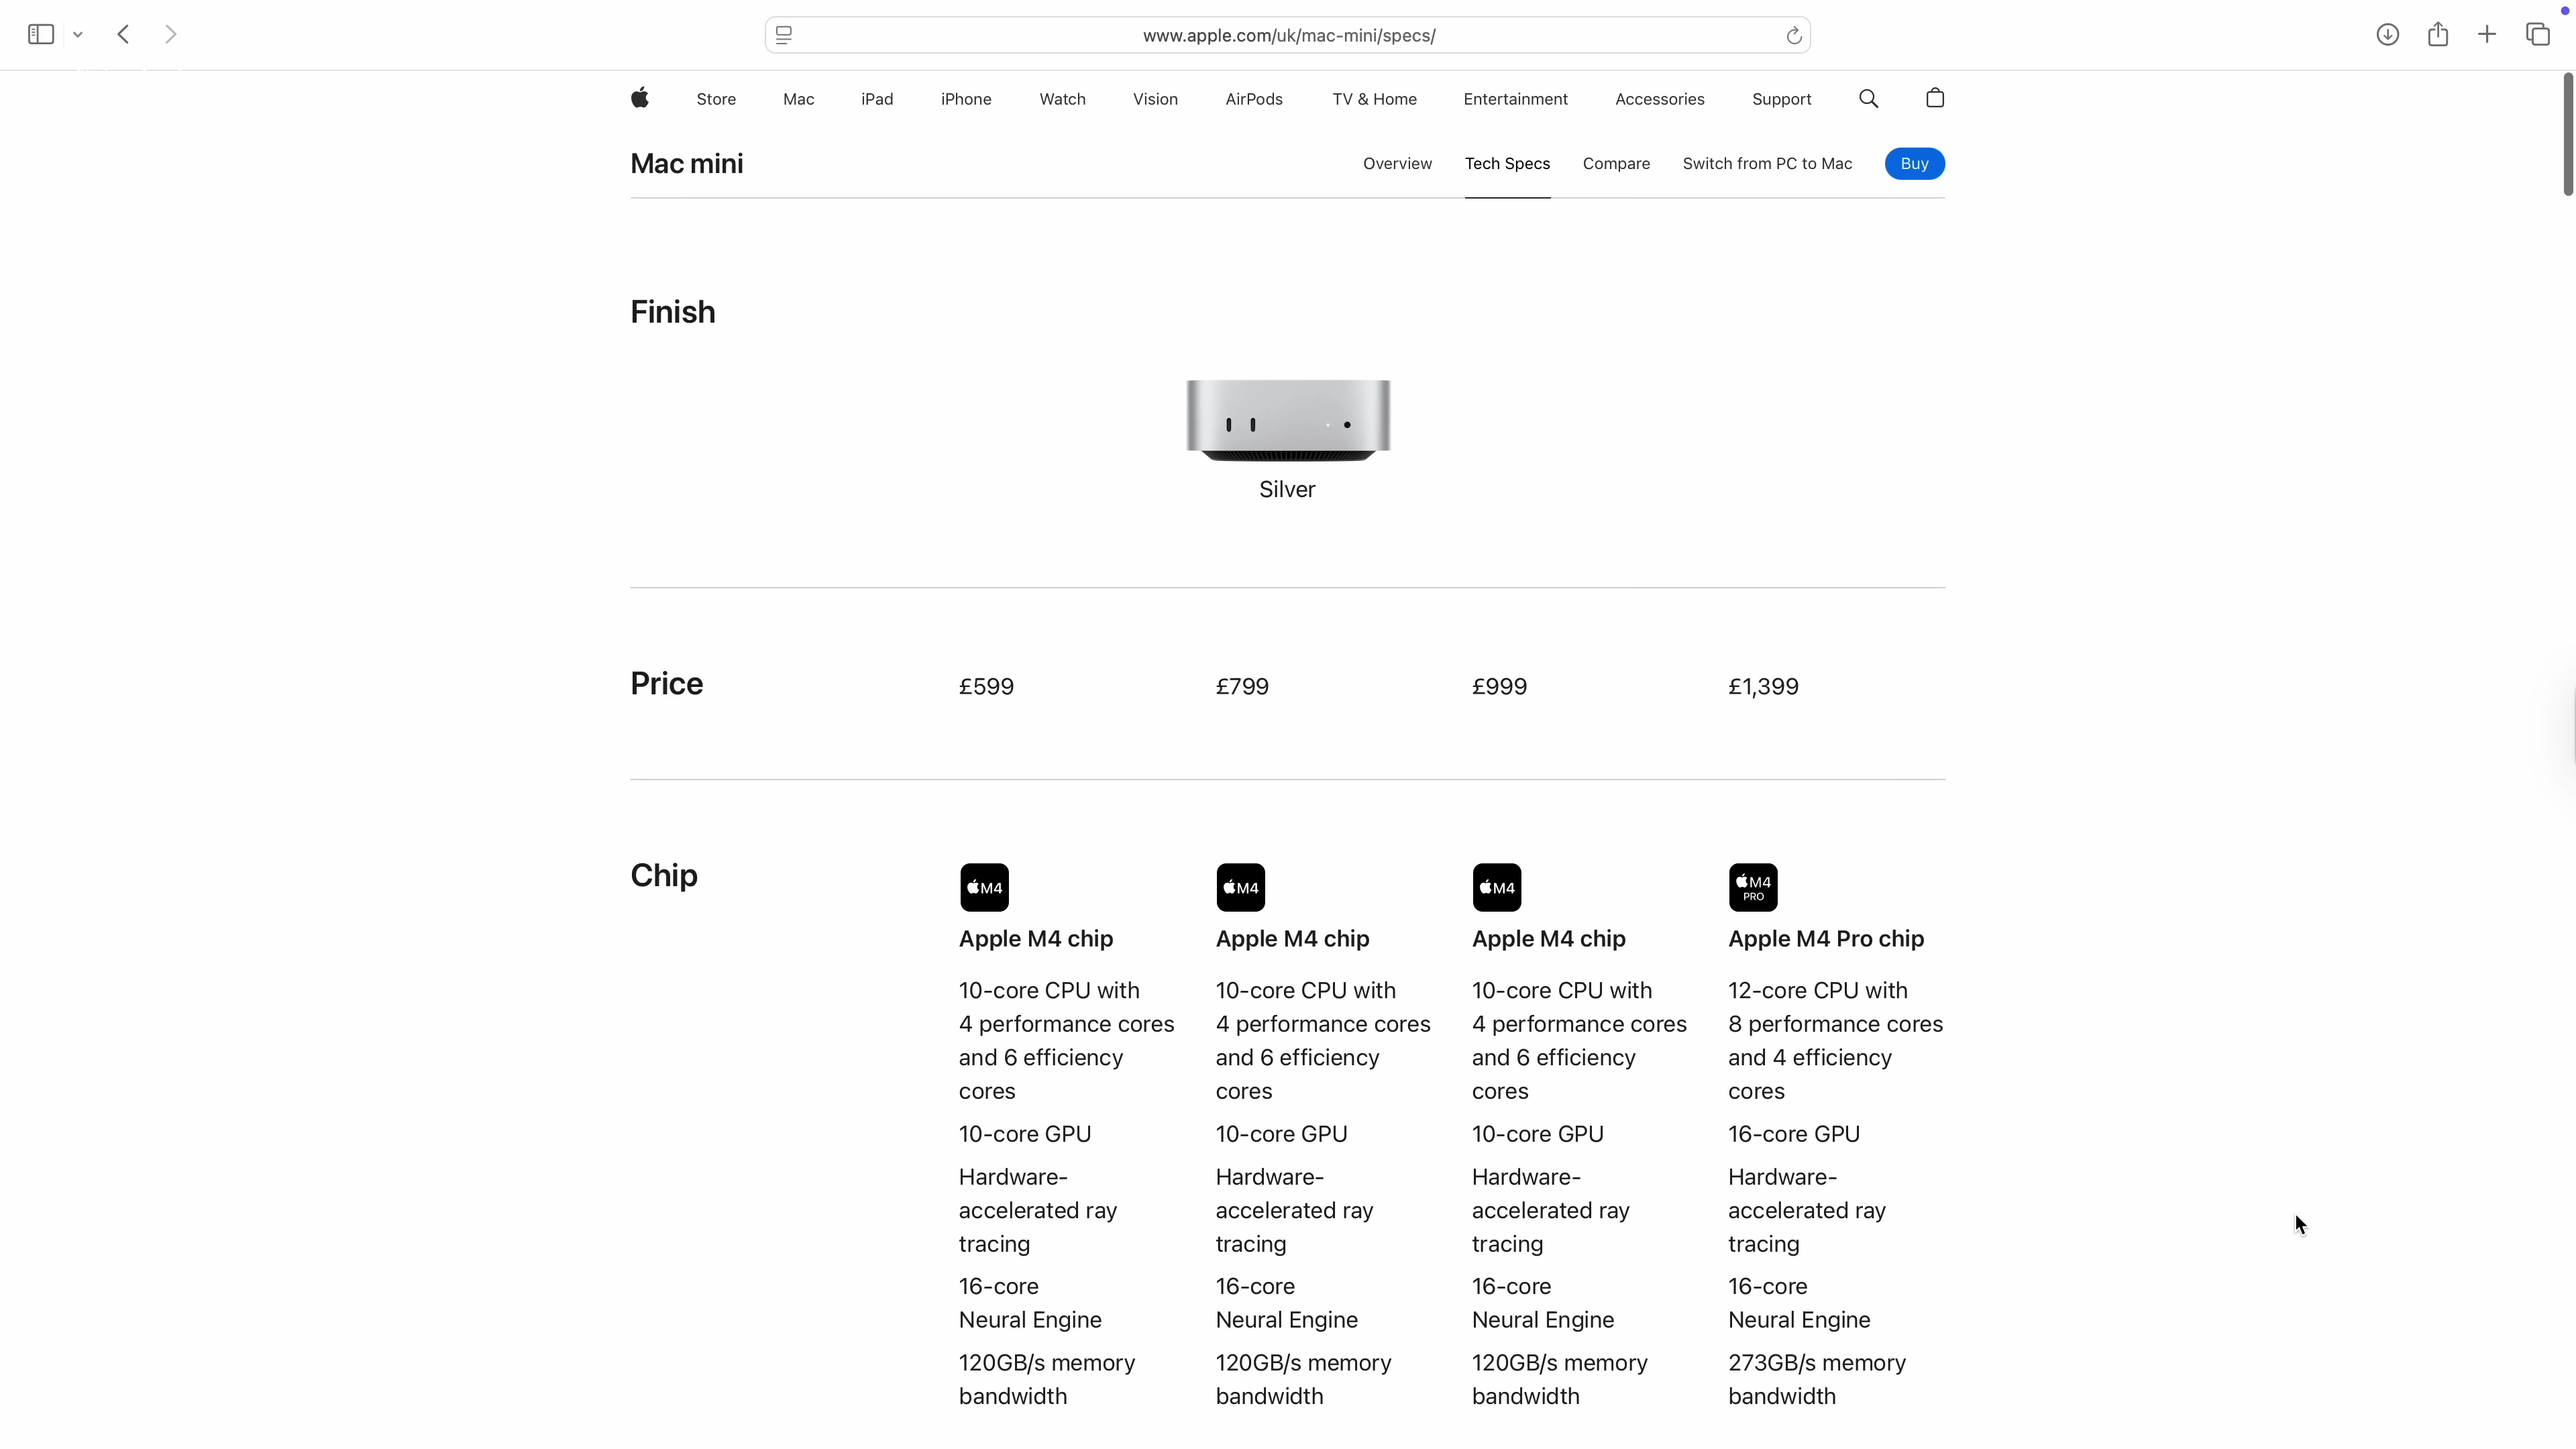 www.apple.com/uk/mac-mini/specs/
Store Mac iPad iPhone Watch Vision AirPods TV & Home Entertainment Accessories Support
Mac mini Overview Tech Specs Compare Switch from PC to Mac Buy
Finish
Silver
Price £599 £799 £999 £1,399
Chip
M4 M4 M4 M4
PRO
Apple M4 chip Apple M4 chip Apple M4 chip Apple M4 Pro chip
10-core CPU with 10-core CPU with 10-core CPU with 12-core CPU with
4 performance cores 4 performance cores 4 performance cores 8 performance cores
and 6 efficiency and 6 efficiency and 6 efficiency and 4 efficiency
cores cores cores cores
10-core GPU 10-core GPU 10-core GPU 16-core GPU
Hardware- Hardware- Hardware- Hardware-
accelerated ray accelerated ray accelerated ray accelerated ray
tracing tracing tracing tracing
16-core 16-core 16-core 16-core
Neural Engine Neural Engine Neural Engine Neural Engine
120GB/s memory 120GB/s memory 120GB/s memory 273GB/s memory
bandwidth bandwidth bandwidth bandwidth